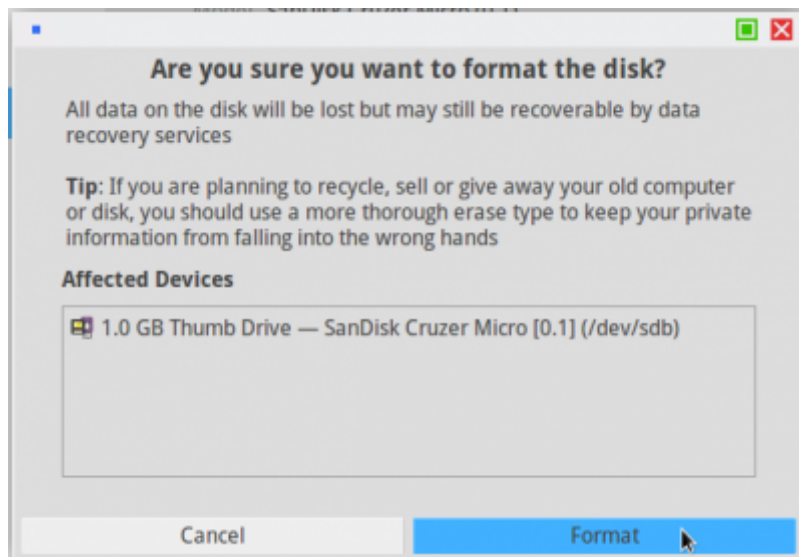 Are you sure you want to format the disk?
All data on the disk will be lost but may still be recoverable by data
recovery services
Tip: If you are planning to recycle, sell or give away your old computer
or disk, you should use a more thorough erase type to keep your private
information from falling into the wrong hands
Affected Devices
1.0 GB Thumb Drive — SanDisk Cruzer Micro [0.1] (/dev/sdb)
Cancel
Format